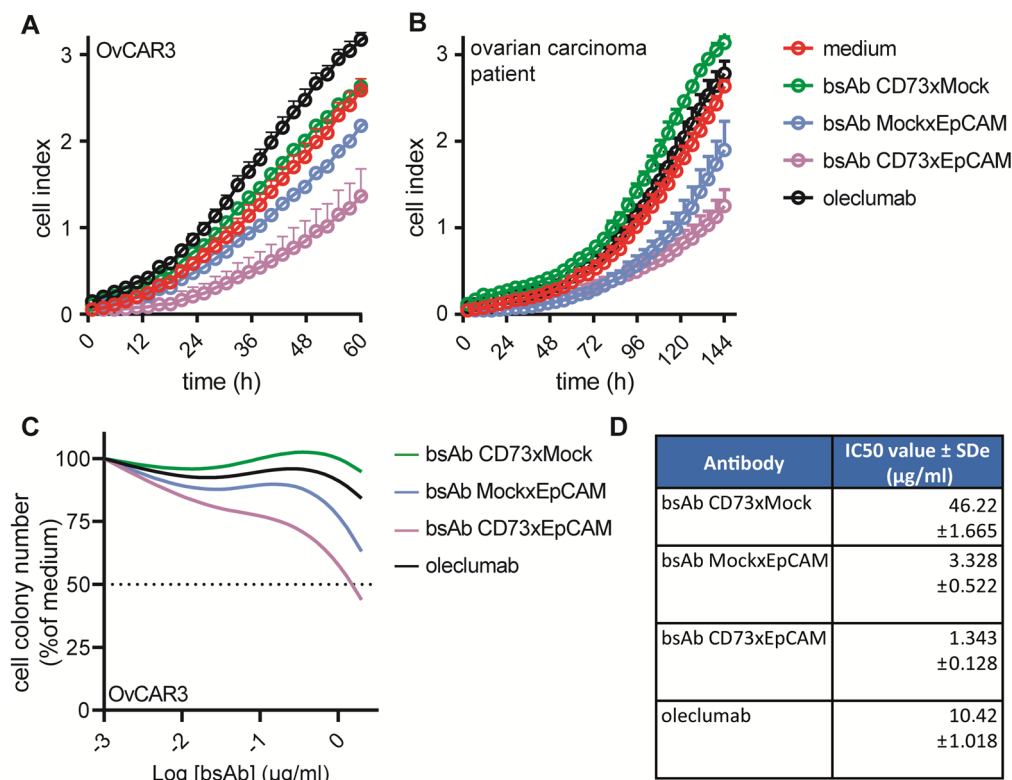 A
OvCAR3
cell index
3
2
1
0
0
12
24
36
48
60
time (h)
B
ovarian carcinoma
patient
cell index
3
2
1
0
0
24
48
72
96
120
144
time (h)
medium
bsAb CD73xMock
bsAb MockxEpCAM
bsAb CD73xEpCAM
oleclumab
C
cell colony number
(%of medium)
100
75
50
25
0
OvCAR3
-3
-2
-1
0
Log [bsAb] (µg/ml)
bsAb CD73xMock
bsAb MockxEpCAM
bsAb CD73xEpCAM
oleclumab
D
Antibody
IC50 value ± SDe
(µg/ml)
bsAb CD73xMock
46.22
±1.665
bsAb MockxEpCAM
3.328
±0.522
bsAb CD73xEpCAM
1.343
±0.128
oleclumab
10.42
±1.018